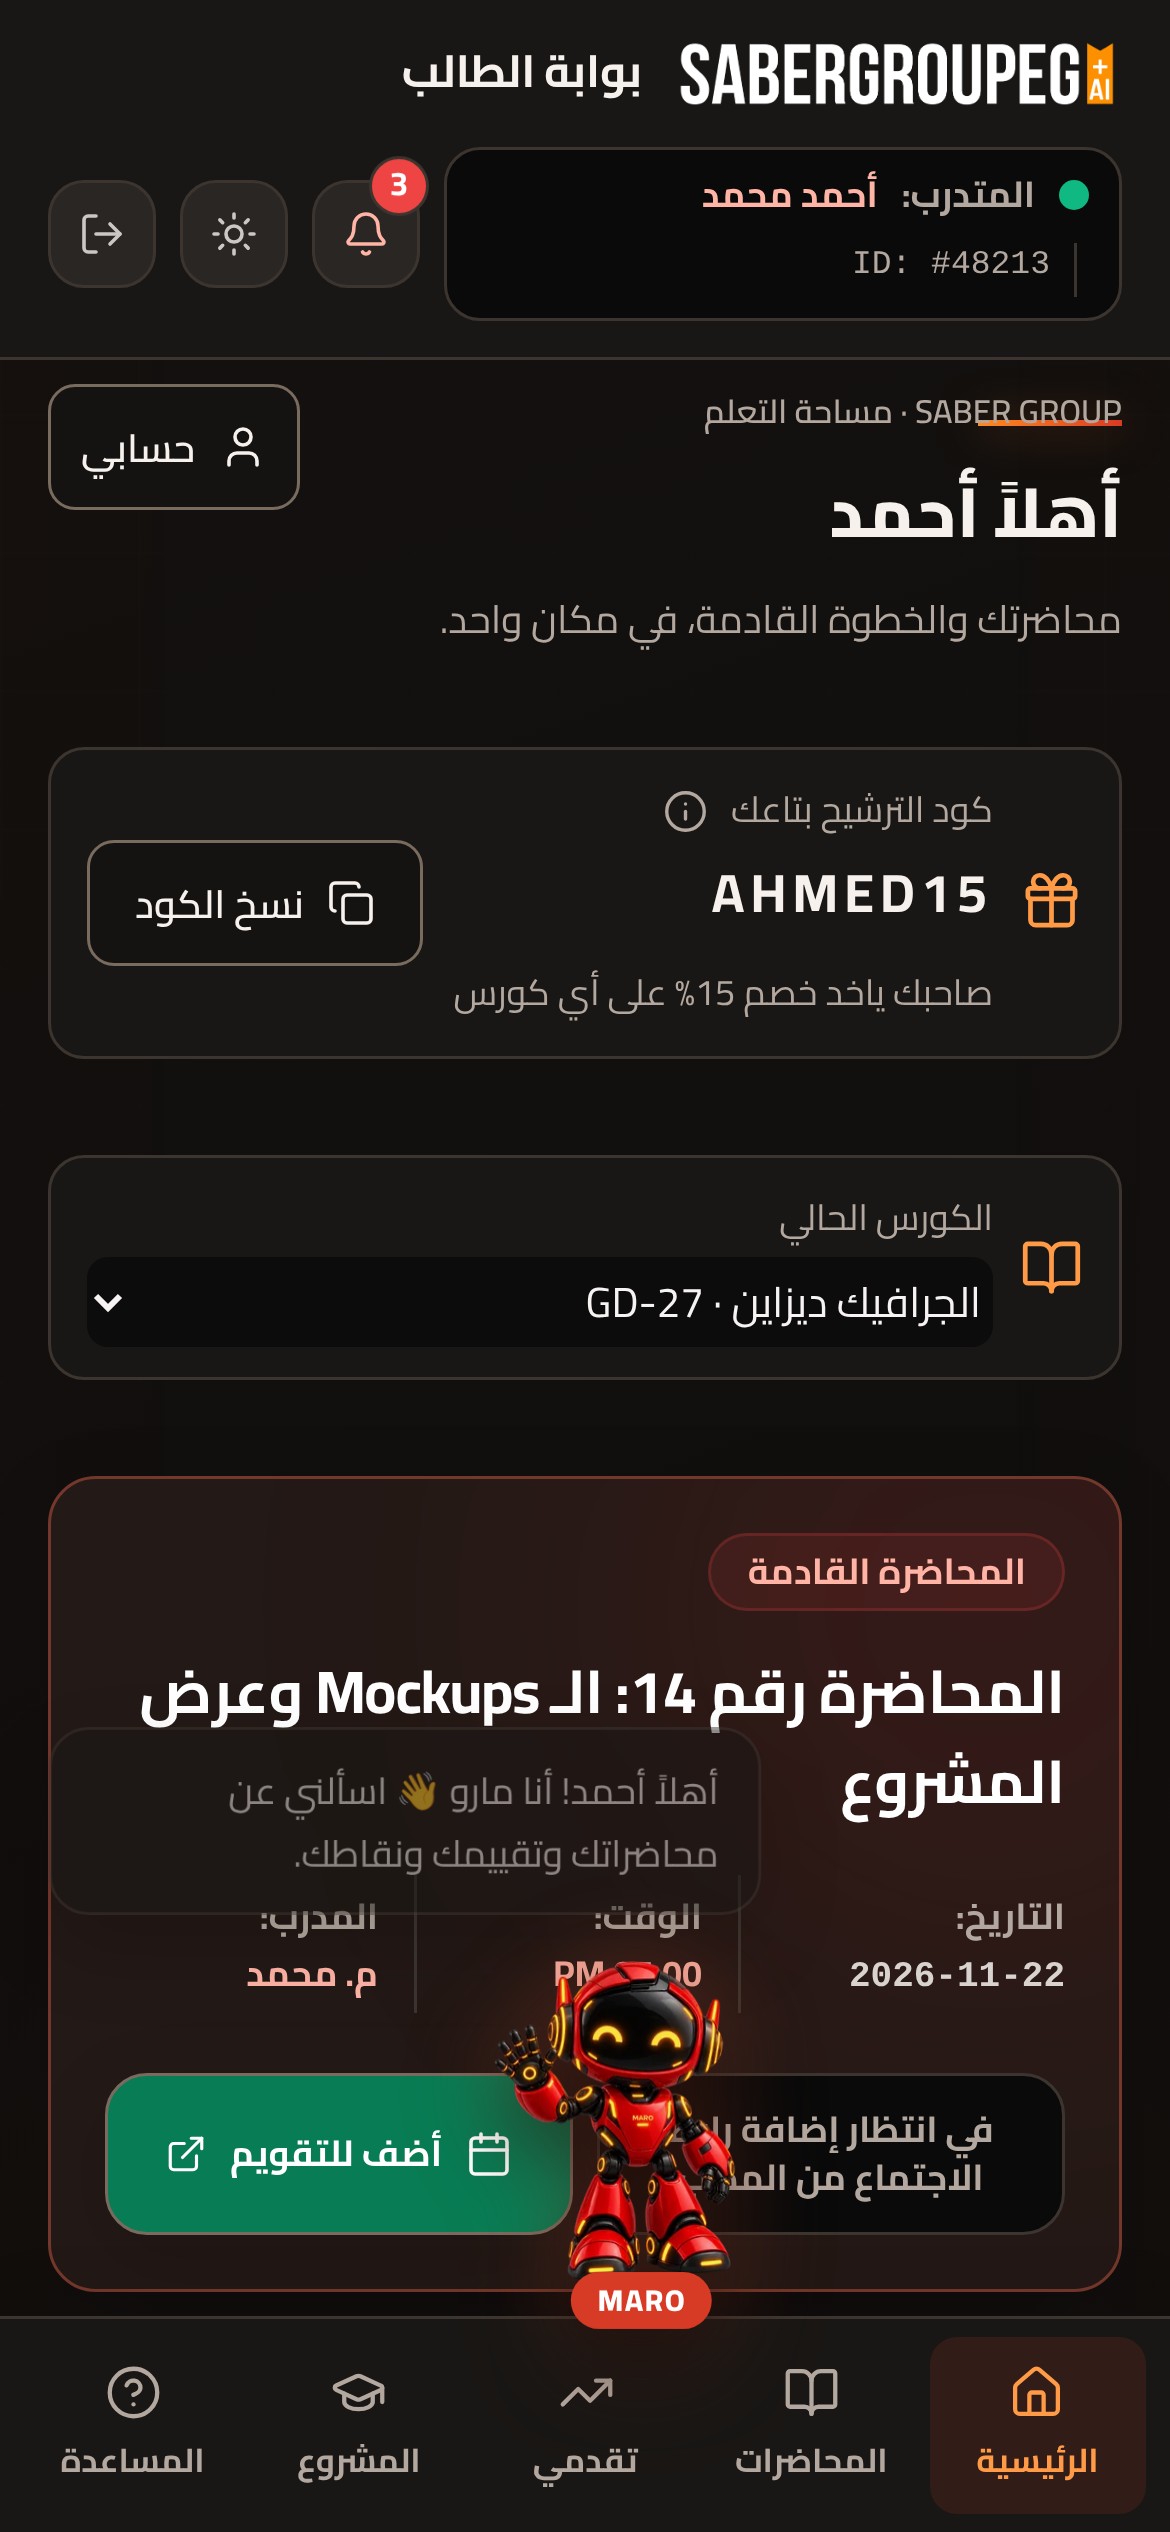 SABERGROUPEG + AI
بوابة الطالب
المتدرب: أحمد محمد
ID: #48213
3
SABER GROUP · مساحة التعلم
حسابي
أهلاً أحمد
محاضرتك والخطوة القادمة، في مكان واحد.
كود الترشيح بتاعك
AHMED15
نسخ الكود
صاحبك ياخد خصم 15% على أي كورس
الكورس الحالي
الجرافيك ديزاين · GD-27
المحاضرة القادمة
المحاضرة رقم 14: الـ Mockups وعرض
المشروع
أهلاً أحمد! أنا مارو 👋 اسألني عن
محاضراتك وتقييمك ونقاطك.
التاريخ:
2026-11-22
الوقت:
PM
المدرب:
م. محمد
في انتظار إضافة
الاجتماع من
أضف للتقويم
MARO
MARO
الرئيسية
المحاضرات
تقدمي
المشروع
المساعدة